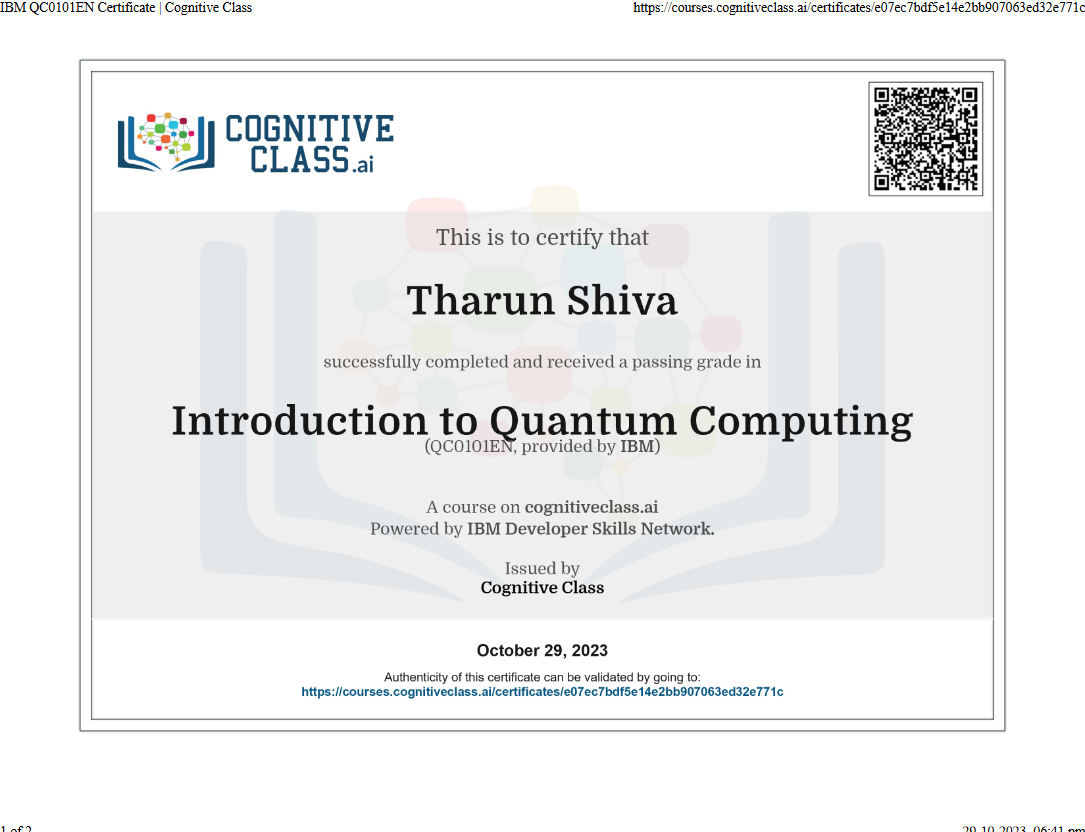 IBM QC0101EN Certificate | Cognitive Class
https://courses.cognitiveclass.ai/certificates/e07ec7bdf5e14e2bb907063ed32e771c
COGNITIVE
CLASS.ai
This is to certify that
Tharun Shiva
successfully completed and received a passing grade in
Introduction to Quantum Computing
(QC0101EN, provided by IBM)
A course on cognitiveclass.ai
Powered by IBM Developer Skills Network.
Issued by
Cognitive Class
October 29, 2023
Authenticity of this certificate can be validated by going to:
https://courses.cognitiveclass.ai/certificates/e07ec7bdf5e14e2bb907063ed32e771c
1 of 2
29-10-2023, 06:41 pm